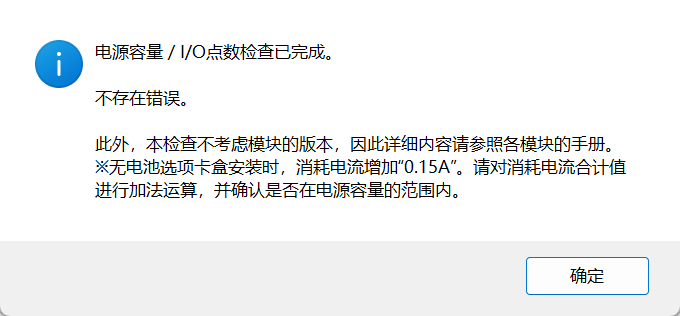 电源容量 / I/O点数检查已完成。
不存在错误。
此外，本检查不考虑模块的版本，因此详细内容请参照各模块的手册。
※无电池选项卡盒安装时，消耗电流增加“0.15A”。请对消耗电流合计值
进行加法运算，并确认是否在电源容量的范围内。
确定